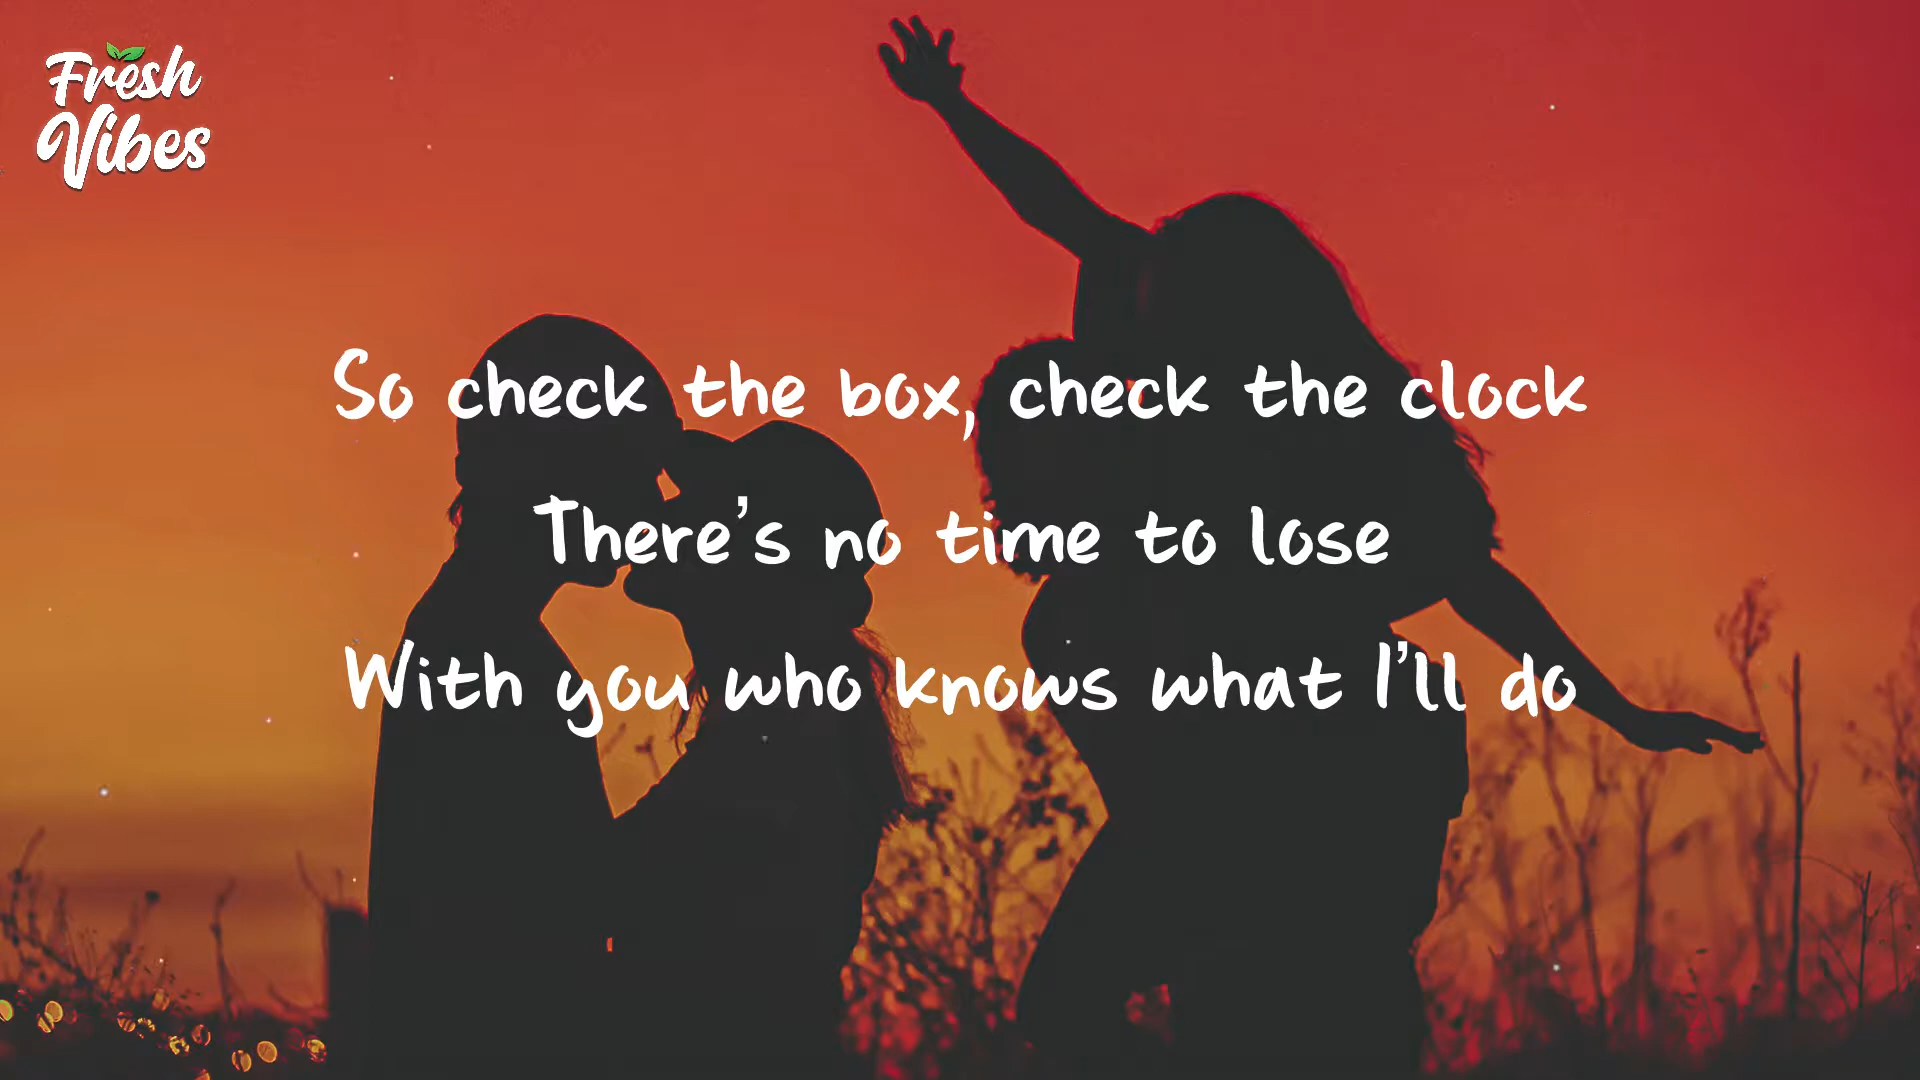 Fresh
Vibes
So check the box, check the clock
There's no time to lose
With you who knows what I'll do